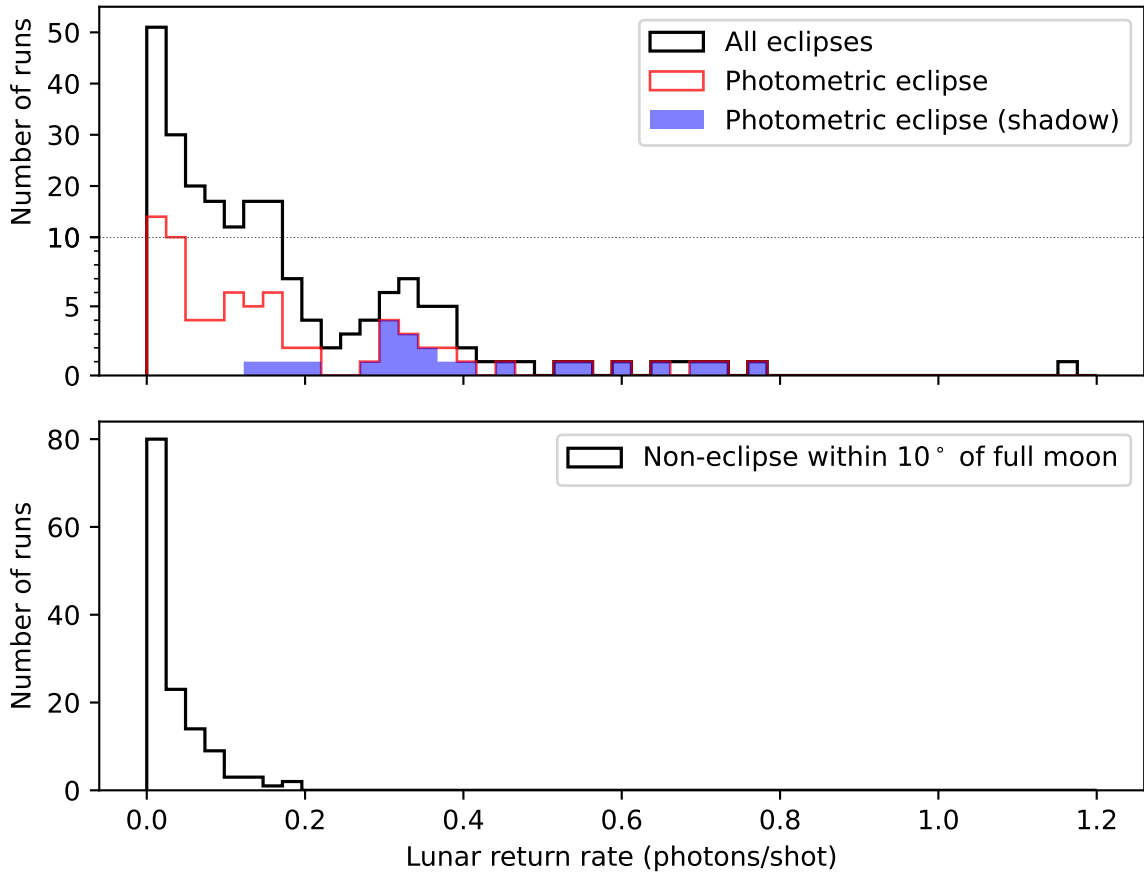 Number of runs
50
40
30
20
10
5
0
All eclipses
Photometric eclipse
Photometric eclipse (shadow)
Number of runs
80
60
40
20
0
Non-eclipse within 10° of full moon
0.0 0.2 0.4 0.6 0.8 1.0 1.2
Lunar return rate (photons/shot)